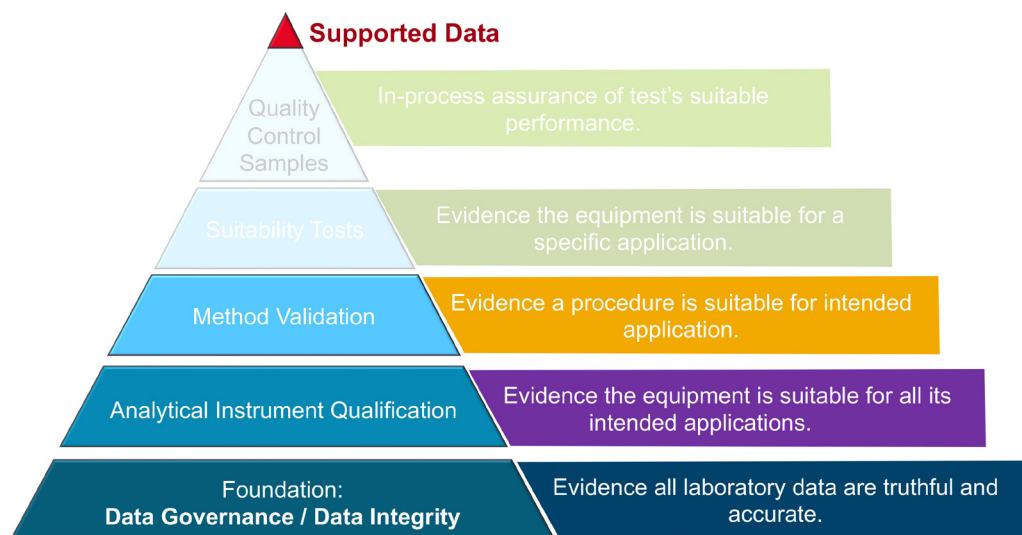 Supported Data
Quality
Control
Samples
In-process assurance of test's suitable
performance.
Suitability Tests
Evidence the equipment is suitable for a
specific application.
Method Validation
Evidence a procedure is suitable for intended
application.
Analytical Instrument Qualification
Evidence the equipment is suitable for all its
intended applications.
Foundation:
Data Governance / Data Integrity
Evidence all laboratory data are truthful and
accurate.